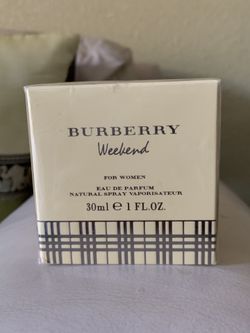 BURBERRY
Weekend
FOR WOMEN
EAU DE PARFUM
NATURAL SPRAY VAPORISATEUR
30ml e 1 FL.OZ.